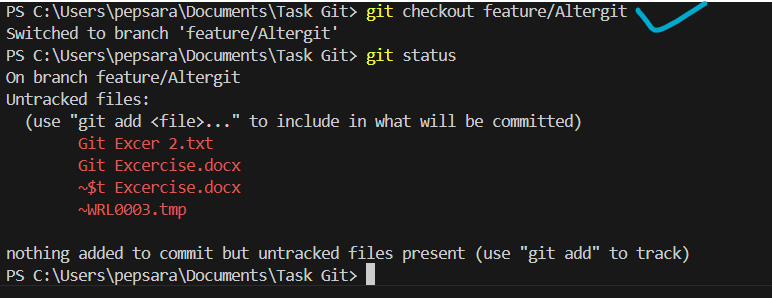 PS C:\Users\pepsara\Documents\Task Git> git checkout feature/Altergit
Switched to branch 'feature/Altergit'
PS C:\Users\pepsara\Documents\Task Git> git status
On branch feature/Altergit
Untracked files:
  (use "git add <file>..." to include in what will be committed)
        Git Excer 2.txt
        Git Excercise.docx
        ~$t Excercise.docx
        ~WRL0003.tmp
nothing added to commit but untracked files present (use "git add" to track)
PS C:\Users\pepsara\Documents\Task Git>